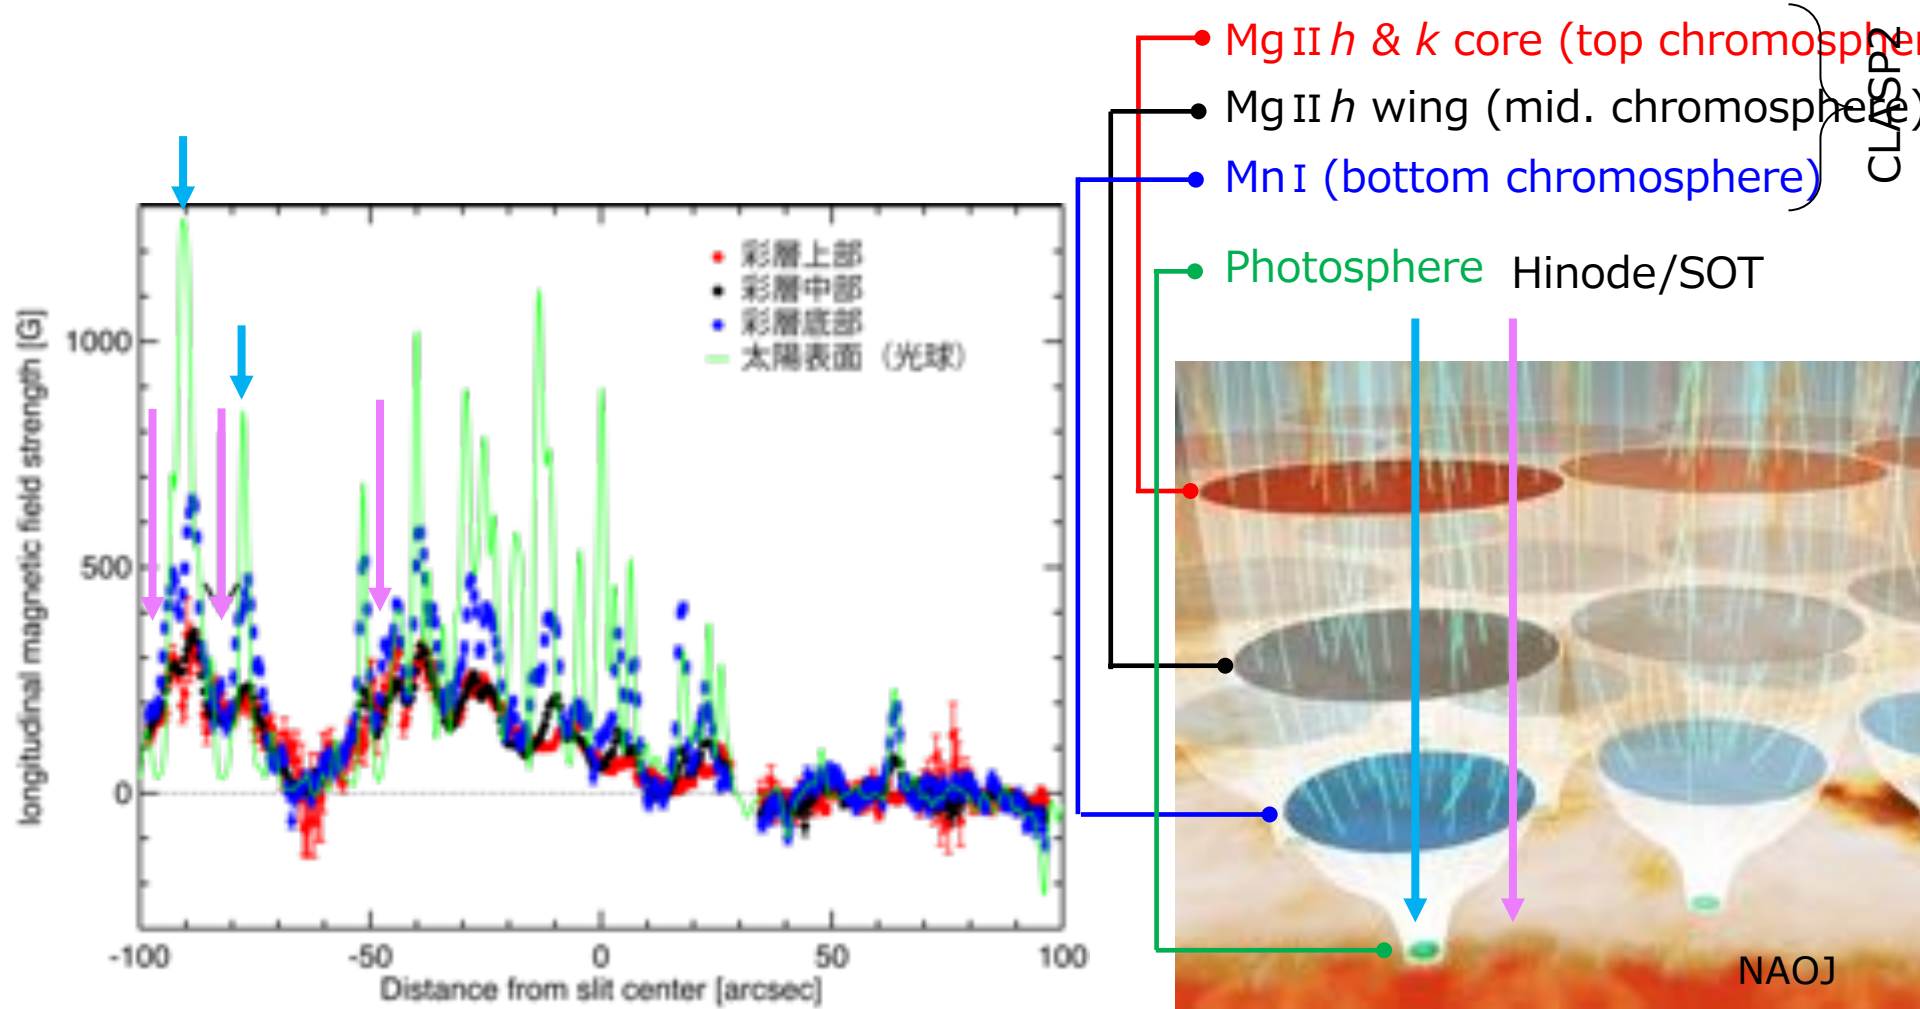 Mg II h & k core (top chromospher
Mg II h wing (mid. chromosphere)
Mn I (bottom chromosphere)
CLASP2
Photosphere Hinode/SOT
彩層上部
彩層中部
彩層底部
太陽表面（光球）
longitudinal magnetic field strength [G]
1000
500
0
-100 -50 0 50 100
Distance from slit center [arcsec]
NAOJ